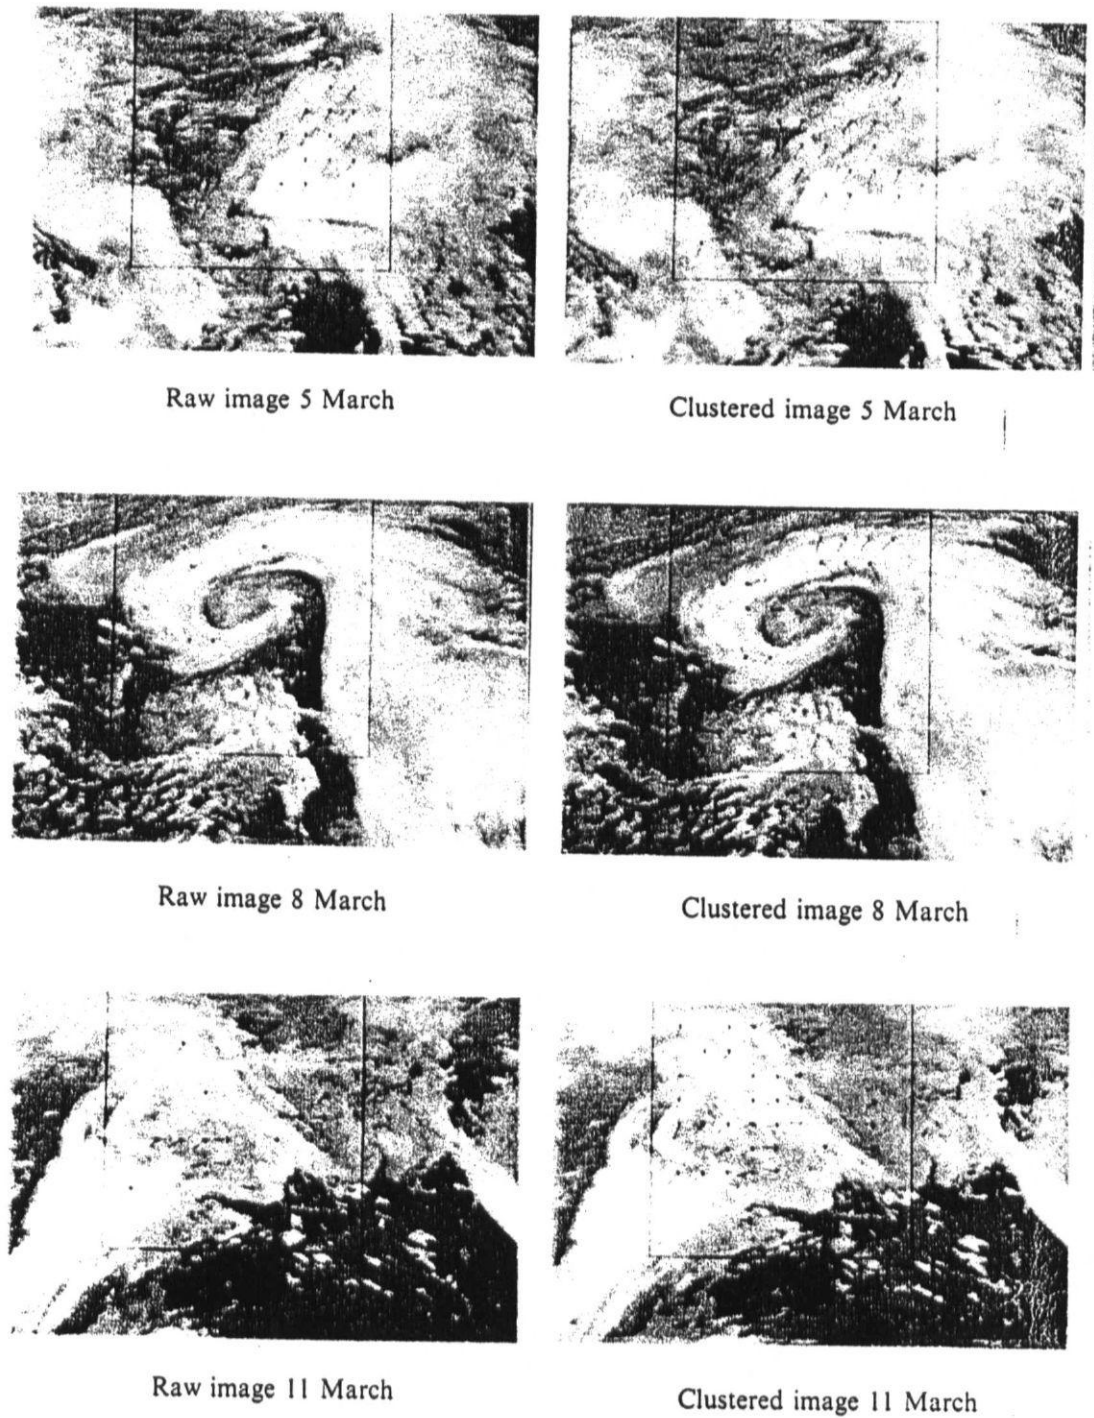 Raw image 5 March
Clustered image 5 March
Raw image 8 March
Clustered image 8 March
Raw image 11 March
Clustered image 11 March